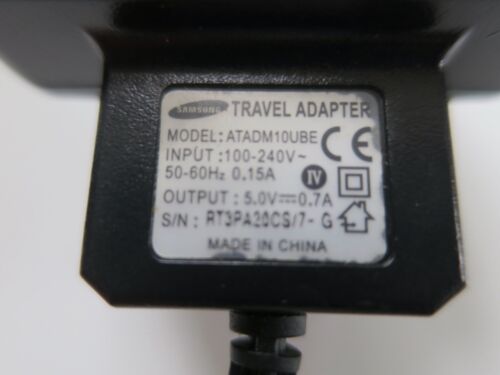 SAMSUNG TRAVEL ADAPTER
MODEL: ATADM10UBE CE
INPUT: 100-240V~
50-60Hz 0.15A IV
OUTPUT: 5.0V⎓0.7A
S/N: RT3PA20CS/7- G
MADE IN CHINA